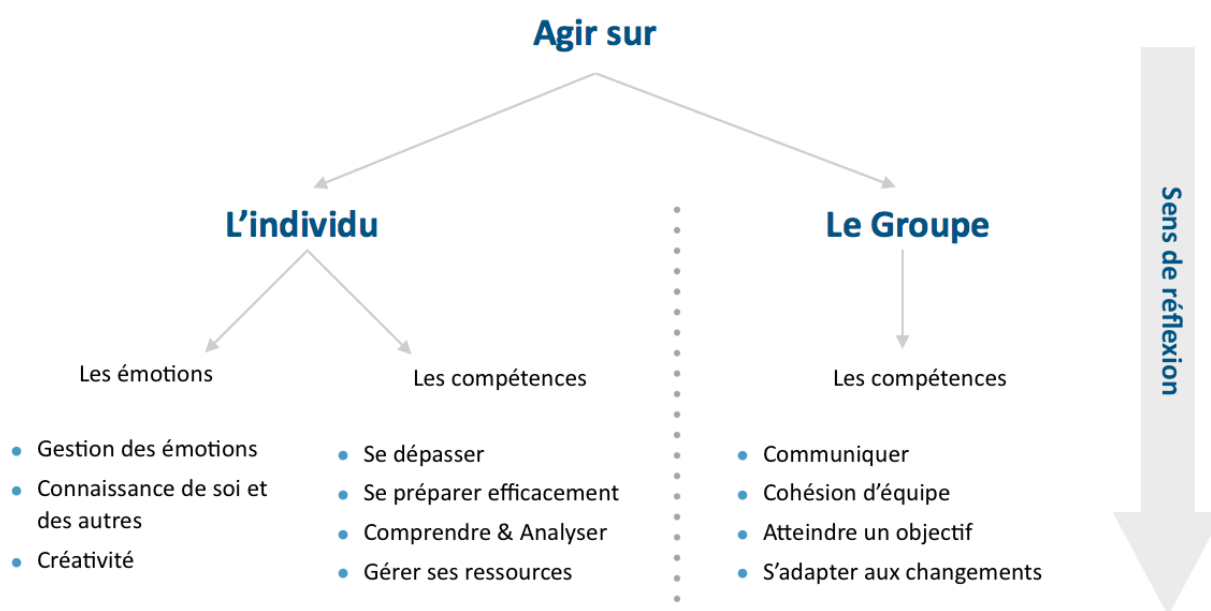 Agir sur
L’individu
Le Groupe
Sens de réflexion
Les émotions
Les compétences
Les compétences
Gestion des émotions
Connaissance de soi et
des autres
Créativité
Se dépasser
Se préparer efficacement
Comprendre & Analyser
Gérer ses ressources
Communiquer
Cohésion d’équipe
Atteindre un objectif
S’adapter aux changements